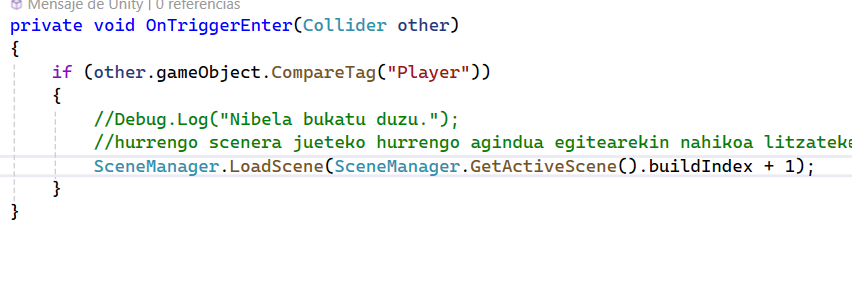 Mensaje de Unity | 0 referencias
private void OnTriggerEnter(Collider other)
{
if (other.gameObject.CompareTag("Player"))
{
//Debug.Log("Nibela bukatu duzu.");
//hurrengo scenera jueteko hurrengo agindua egitearekin nahikoa litzateke
SceneManager.LoadScene(SceneManager.GetActiveScene().buildIndex + 1);
}
}